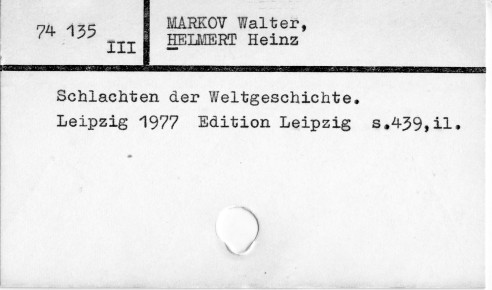 74 135
III
MARKOV Walter,
HELMERT Heinz
Schlachten der Weltgeschichte.
Leipzig 1977 Edition Leipzig s.439,il.